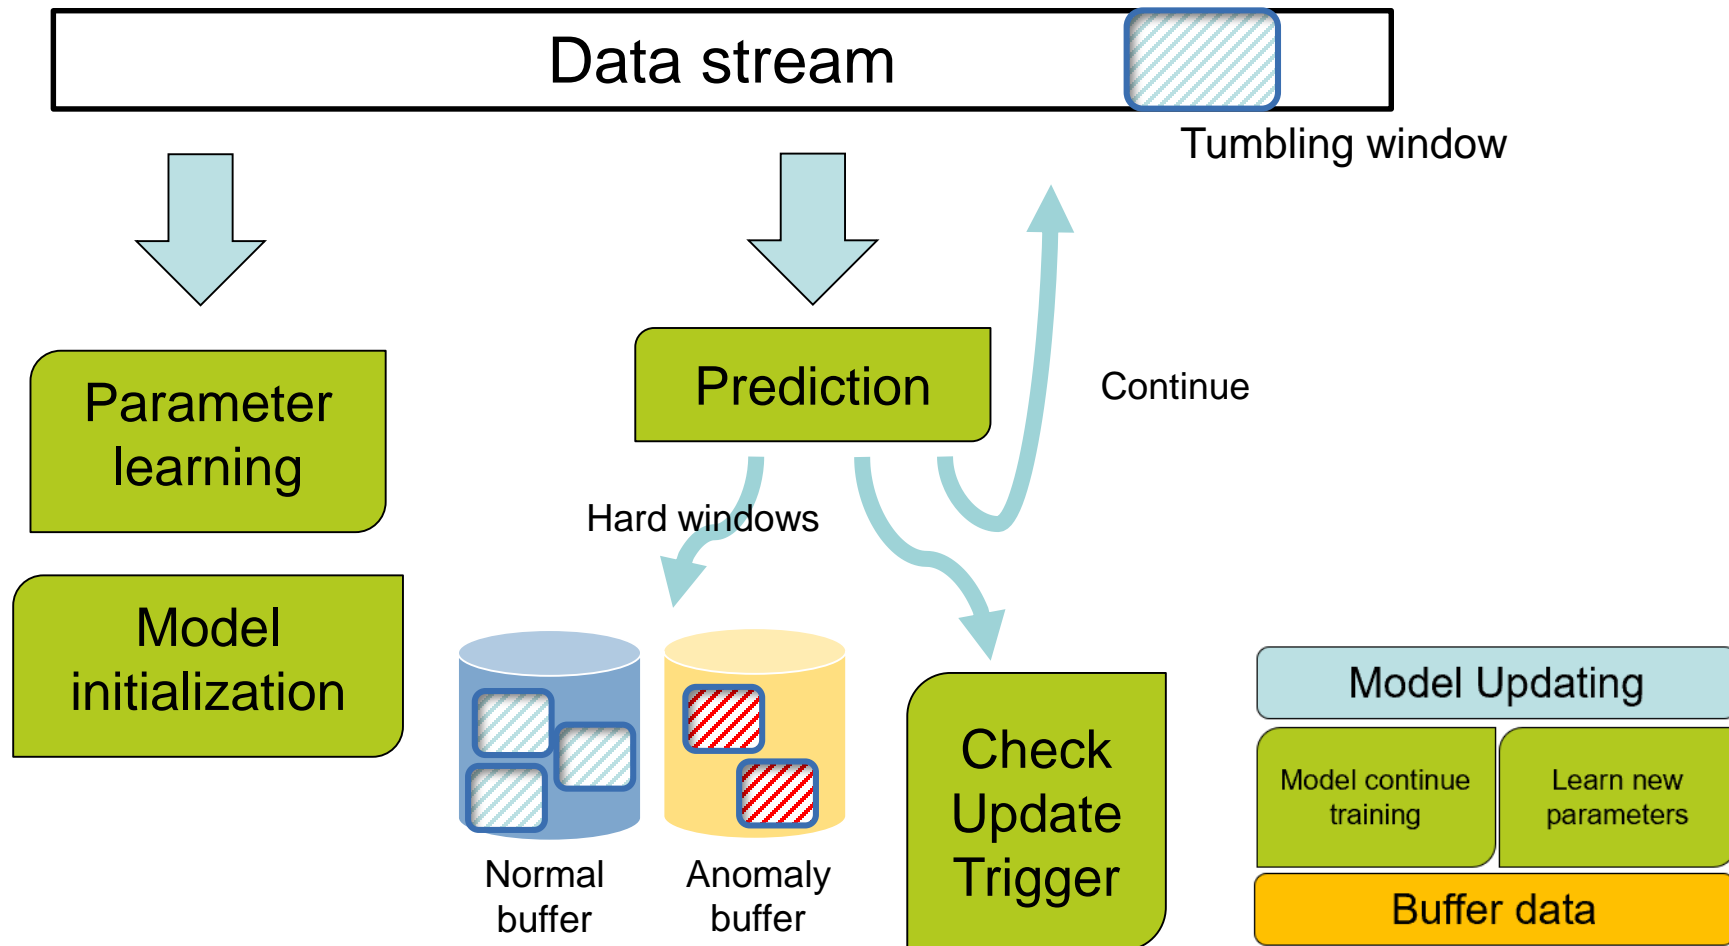 Data stream
Tumbling window
Parameter
learning
Prediction
Continue
Hard windows
Model
initialization
Normal
buffer
Anomaly
buffer
Check
Update
Trigger
Model Updating
Model continue
training
Learn new
parameters
Buffer data